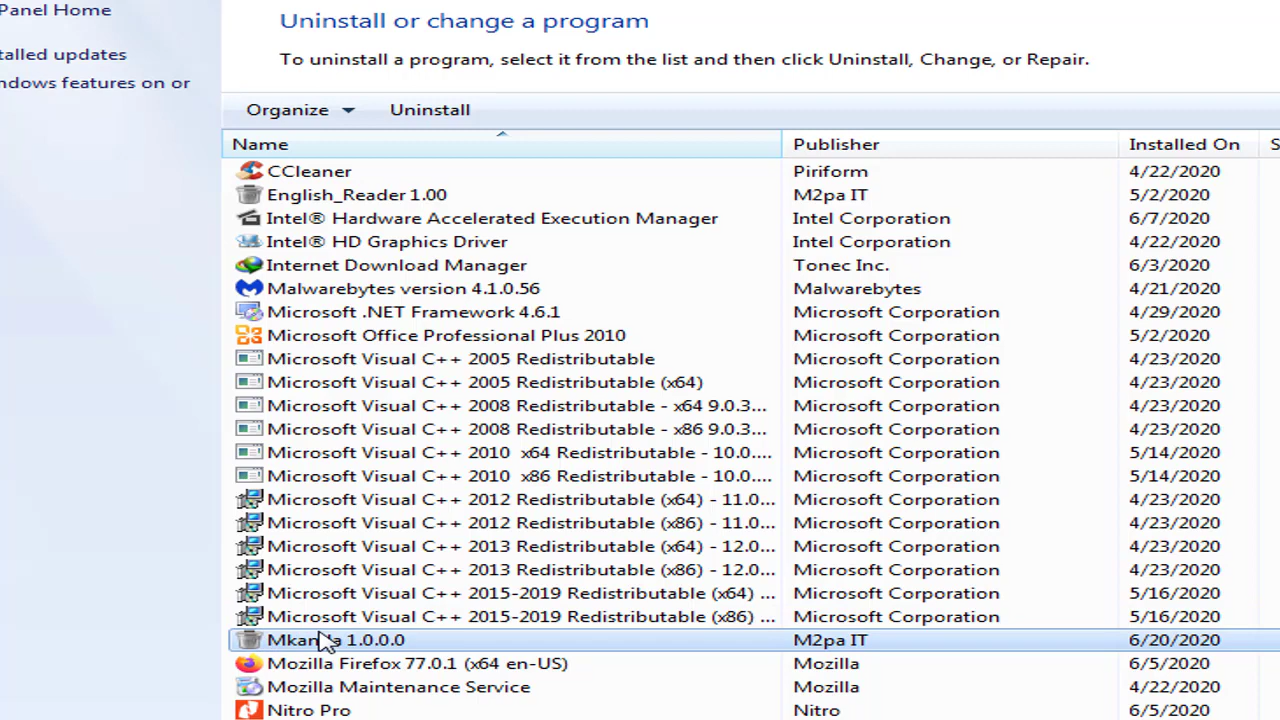 Panel Home
talled updates
ndows features on or
Uninstall or change a program
To uninstall a program, select it from the list and then click Uninstall, Change, or Repair.
Organize Uninstall
Name Publisher Installed On S
CCleaner Piriform 4/22/2020
English_Reader 1.00 M2pa IT 5/2/2020
Intel® Hardware Accelerated Execution Manager Intel Corporation 6/7/2020
Intel® HD Graphics Driver Intel Corporation 4/22/2020
Internet Download Manager Tonec Inc. 6/3/2020
Malwarebytes version 4.1.0.56 Malwarebytes 4/21/2020
Microsoft .NET Framework 4.6.1 Microsoft Corporation 4/29/2020
Microsoft Office Professional Plus 2010 Microsoft Corporation 5/2/2020
Microsoft Visual C++ 2005 Redistributable Microsoft Corporation 4/23/2020
Microsoft Visual C++ 2005 Redistributable (x64) Microsoft Corporation 4/23/2020
Microsoft Visual C++ 2008 Redistributable - x64 9.0.3... Microsoft Corporation 4/23/2020
Microsoft Visual C++ 2008 Redistributable - x86 9.0.3... Microsoft Corporation 4/23/2020
Microsoft Visual C++ 2010 x64 Redistributable - 10.0.... Microsoft Corporation 5/14/2020
Microsoft Visual C++ 2010 x86 Redistributable - 10.0.... Microsoft Corporation 5/14/2020
Microsoft Visual C++ 2012 Redistributable (x64) - 11.0... Microsoft Corporation 4/23/2020
Microsoft Visual C++ 2012 Redistributable (x86) - 11.0... Microsoft Corporation 4/23/2020
Microsoft Visual C++ 2013 Redistributable (x64) - 12.0... Microsoft Corporation 4/23/2020
Microsoft Visual C++ 2013 Redistributable (x86) - 12.0... Microsoft Corporation 4/23/2020
Microsoft Visual C++ 2015-2019 Redistributable (x64) ... Microsoft Corporation 5/16/2020
Microsoft Visual C++ 2015-2019 Redistributable (x86) ... Microsoft Corporation 5/16/2020
1.0.0.0 M2pa IT 6/20/2020
Mozilla Firefox 77.0.1 (x64 en-US) Mozilla 6/5/2020
Mozilla Maintenance Service Mozilla 4/22/2020
Nitro Pro Nitro 6/5/2020